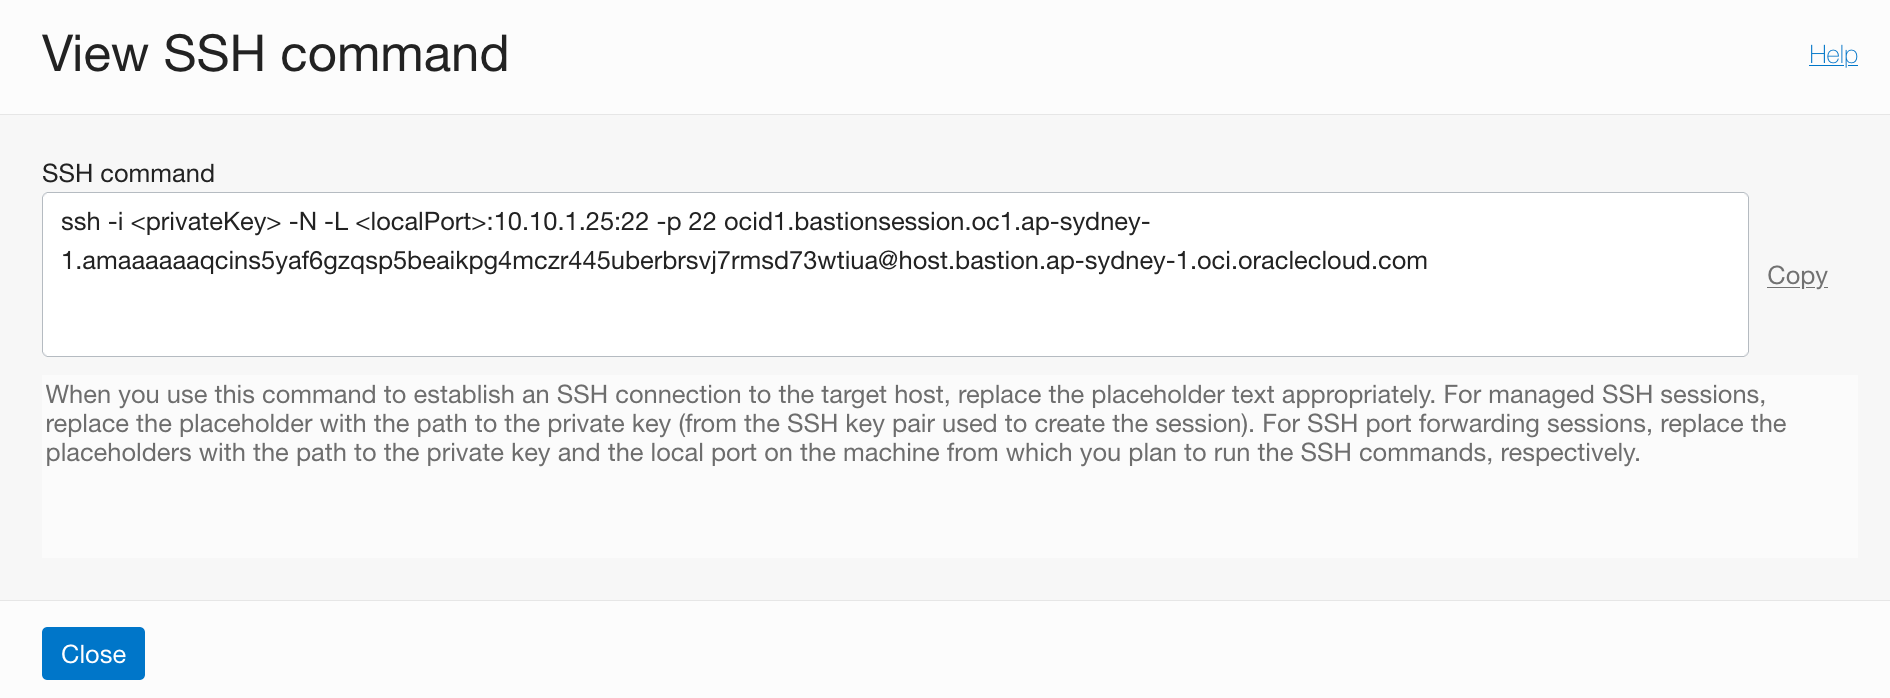 View SSH command
Help
SSH command
ssh -i <privateKey> -N -L <localPort>:10.10.1.25:22 -p 22 ocid1.bastionsession.oc1.ap-sydney-
1.amaaaaaaqcins5yaf6gzqsp5beaikpg4mczr445uberbrsvj7rmsd73wtiua@host.bastion.ap-sydney-1.oci.oraclecloud.com
Copy
When you use this command to establish an SSH connection to the target host, replace the placeholder text appropriately. For managed SSH sessions,
replace the placeholder with the path to the private key (from the SSH key pair used to create the session). For SSH port forwarding sessions, replace the
placeholders with the path to the private key and the local port on the machine from which you plan to run the SSH commands, respectively.
Close